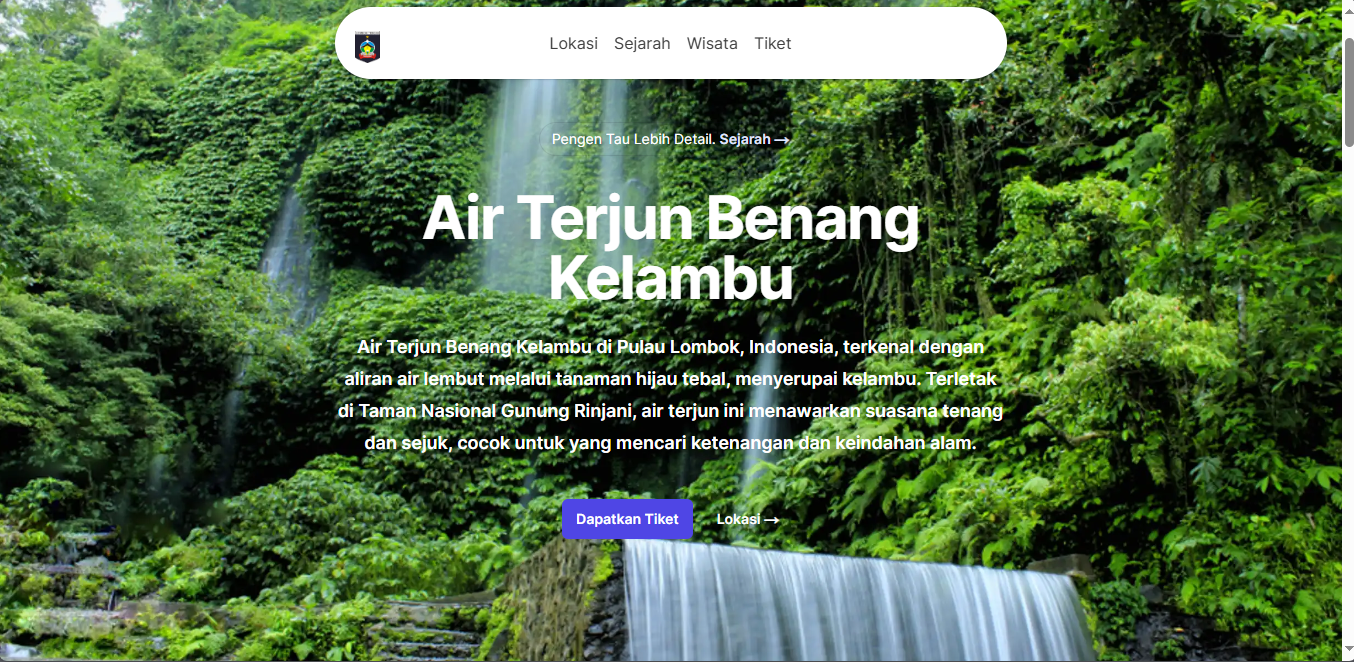 Lokasi Sejarah Wisata Tiket
Pengen Tau Lebih Detail. Sejarah →
Air Terjun Benang
Kelambu
Air Terjun Benang Kelambu di Pulau Lombok, Indonesia, terkenal dengan
aliran air lembut melalui tanaman hijau tebal, menyerupai kelambu. Terletak
di Taman Nasional Gunung Rinjani, air terjun ini menawarkan suasana tenang
dan sejuk, cocok untuk yang mencari ketenangan dan keindahan alam.
Dapatkan Tiket Lokasi →